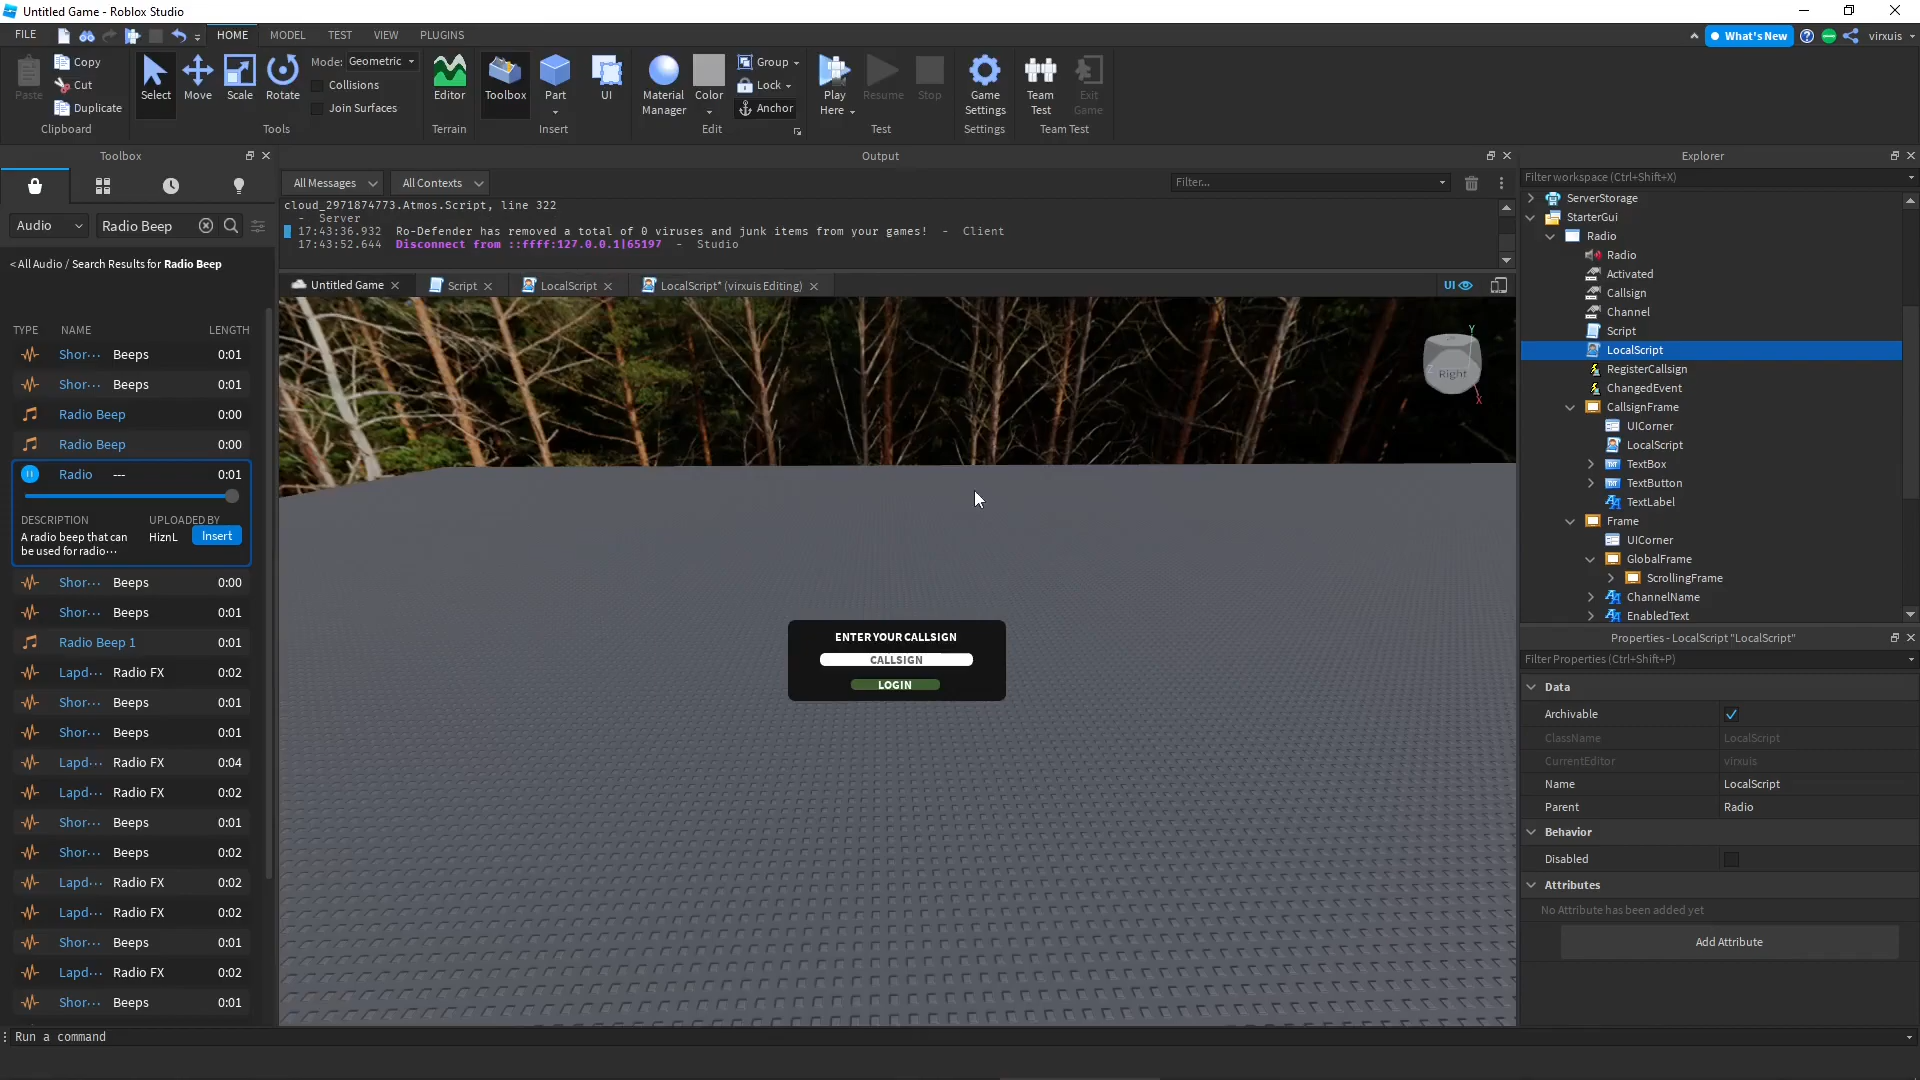 Untitled Game - Roblox Studio
FILE
HOME
MODEL
TEST
VIEW
PLUGINS
What's New
virxuis
Paste
Copy
Cut
Duplicate
Clipboard
Select
Move
Scale
Rotate
Mode: Geometric
Collisions
Join Surfaces
Tools
Editor
Terrain
Toolbox
Part
UI
Insert
Material
Manager
Color
Group
Lock
Anchor
Edit
Play
Here
Resume
Stop
Test
Game
Settings
Settings
Team
Test
Exit
Game
Team Test
Toolbox
Audio
Radio Beep
< All Audio / Search Results for Radio Beep
TYPE NAME LENGTH
Shor··· Beeps 0:01
Shor··· Beeps 0:01
Radio Beep 0:00
Radio Beep 0:00
Radio --- 0:01
DESCRIPTION UPLOADED BY
A radio beep that can HiznL Insert
be used for radio···
Shor··· Beeps 0:00
Shor··· Beeps 0:01
Radio Beep 1 0:01
Lapd··· Radio FX 0:02
Shor··· Beeps 0:01
Shor··· Beeps 0:01
Lapd··· Radio FX 0:04
Lapd··· Radio FX 0:02
Shor··· Beeps 0:01
Shor··· Beeps 0:02
Lapd··· Radio FX 0:02
Lapd··· Radio FX 0:02
Shor··· Beeps 0:01
Lapd··· Radio FX 0:02
Shor··· Beeps 0:01
Output
All Messages
All Contexts
Filter...
cloud_2971874773.Atmos.Script, line 322
- Server
17:43:36.932 Ro-Defender has removed a total of 0 viruses and junk items from your games! - Client
17:43:52.644 Disconnect from ::ffff:127.0.0.1|65197 - Studio
Untitled Game
Script
LocalScript
LocalScript* (virxuis Editing)
UI
Y
Z
Right
X
ENTER YOUR CALLSIGN
CALLSIGN
LOGIN
Explorer
Filter workspace (Ctrl+Shift+X)
ServerStorage
StarterGui
Radio
Radio
Activated
Callsign
Channel
Script
LocalScript
RegisterCallsign
ChangedEvent
CallsignFrame
UICorner
LocalScript
TextBox
TextButton
TextLabel
Frame
UICorner
GlobalFrame
ScrollingFrame
ChannelName
EnabledText
Properties - LocalScript "LocalScript"
Filter Properties (Ctrl+Shift+P)
Data
Archivable
ClassName LocalScript
CurrentEditor virxuis
Name LocalScript
Parent Radio
Behavior
Disabled
Attributes
No Attribute has been added yet
Add Attribute
Run a command